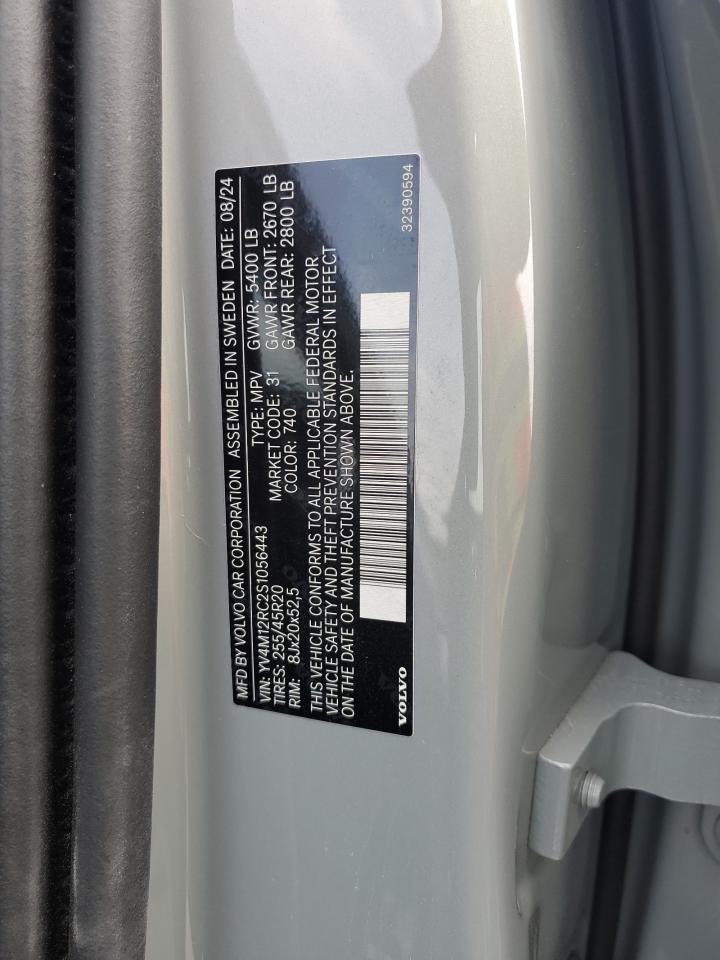 MFD BY VOLVO CAR CORPORATION ASSEMBLED IN SWEDEN DATE: 08/24
VIN: YV4M12RC2S1056443 TYPE: MPV GVWR: 5400 LB
TIRES: 255/45R20 MARKET CODE: 31 GAWR FRONT: 2670 LB
RIM: 8Jx20x52,5 COLOR: 740 GAWR REAR: 2800 LB
THIS VEHICLE CONFORMS TO ALL APPLICABLE FEDERAL MOTOR
VEHICLE SAFETY AND THEFT PREVENTION STANDARDS IN EFFECT
ON THE DATE OF MANUFACTURE SHOWN ABOVE.
VOLVO 32390594